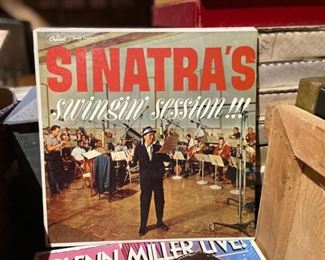 Capitol
SINATRA'S
swingin' session!!!
GLENN MILLER LIVE!